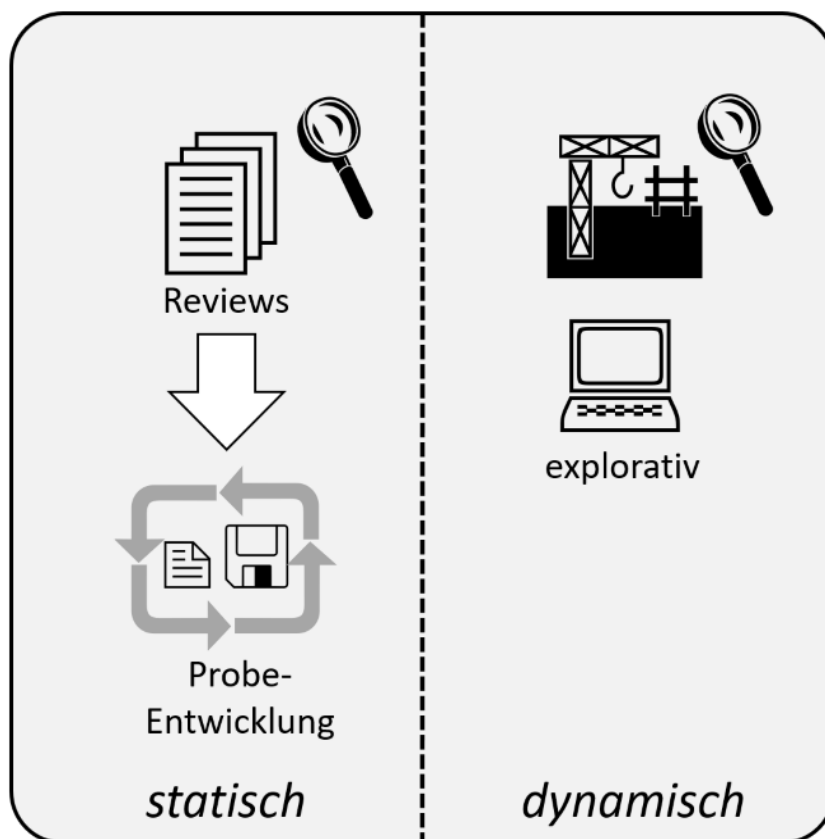 Reviews
explorativ
Probe-
Entwicklung
statisch
dynamisch